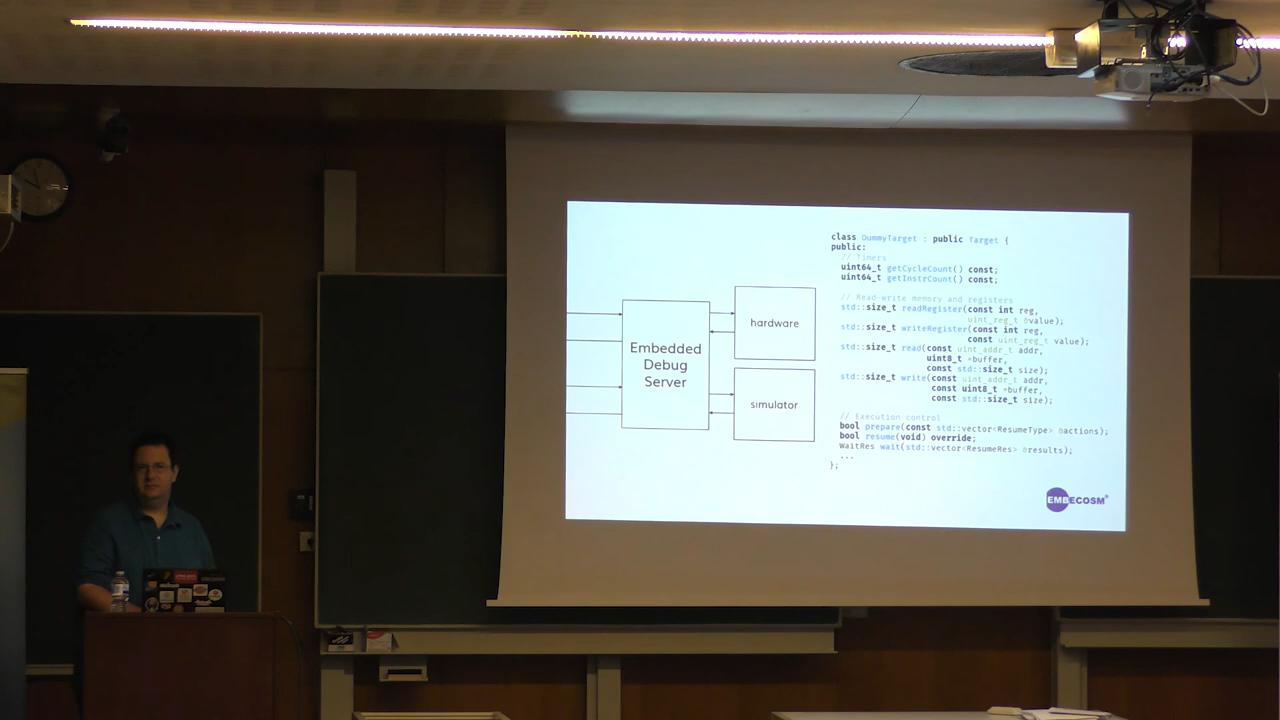 Embedded
Debug
Server
hardware
simulator
class DummyTarget : public Target {
public:
// Timers
uint64_t getCycleCount() const;
uint64_t getInstrCount() const;
// Read-write memory and registers
std::size_t readRegister(const int reg,
uint_reg_t &value);
std::size_t writeRegister(const int reg,
const uint_reg_t value);
std::size_t read(const uint_addr_t addr,
uint8_t *buffer,
const std::size_t size);
std::size_t write(const uint_addr_t addr,
const uint8_t *buffer,
const std::size_t size);
// Execution control
bool prepare(const std::vector<ResumeType> &actions);
bool resume(void) override;
WaitRes wait(std::vector<ResumeRes> &results);
...
};
EMBECOSM®